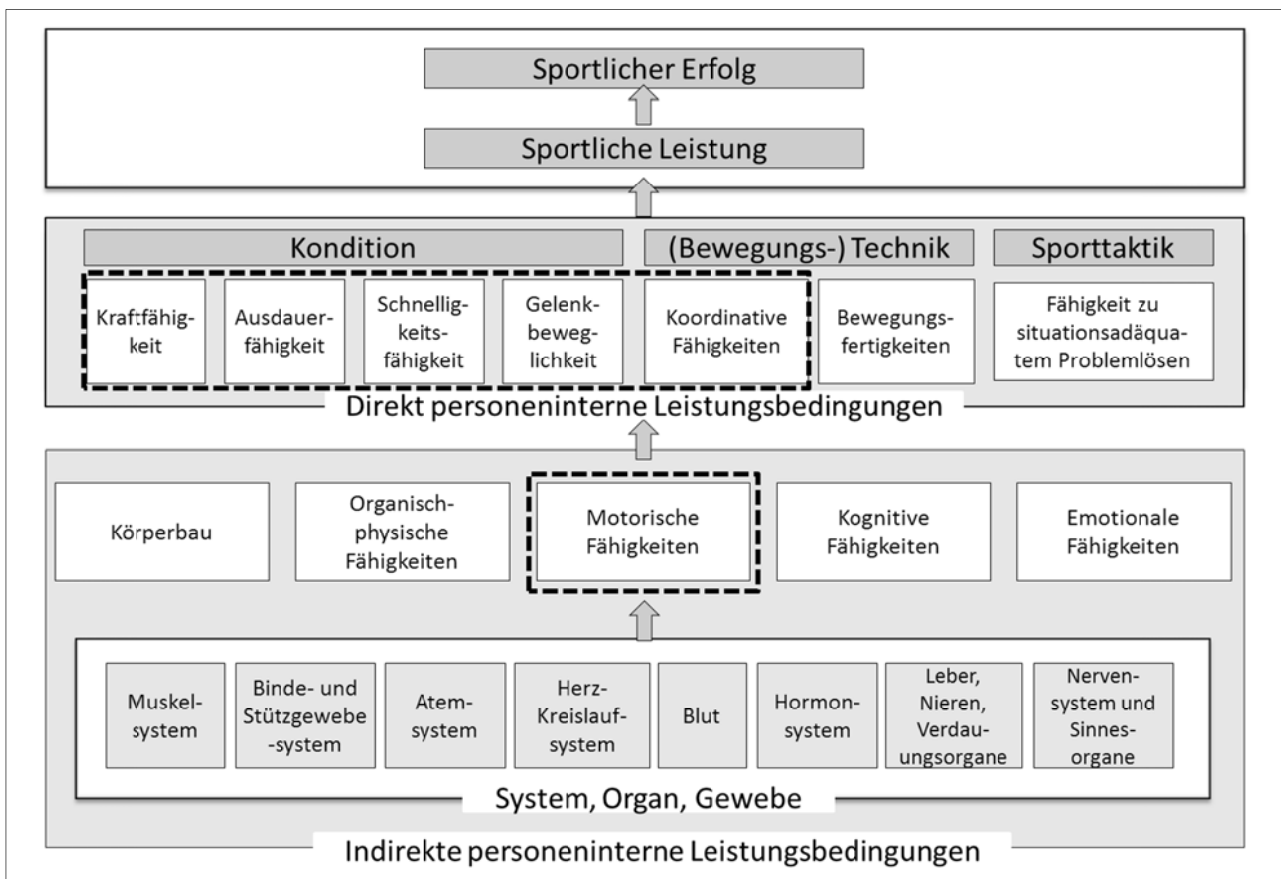 Sportlicher Erfolg
Sportliche Leistung
Kondition
(Bewegungs-) Technik
Sporttaktik
Kraftfähig-
keit
Ausdauer-
fähigkeit
Schnellig-
keits-
fähigkeit
Gelenk-
beweg-
lichkeit
Koordinative
Fähigkeiten
Bewegungs-
fertigkeiten
Fähigkeit zu
situationsadäqua-
tem Problemlösen
Direkt personeninterne Leistungsbedingungen
Körperbau
Organisch-
physische
Fähigkeiten
Motorische
Fähigkeiten
Kognitive
Fähigkeiten
Emotionale
Fähigkeiten
Muskel-
system
Binde- und
Stützgewebe
-system
Atem-
system
Herz-
Kreislauf-
system
Blut
Hormon-
system
Leber,
Nieren,
Verdau-
ungsorgane
Nerven-
system und
Sinnes-
organe
System, Organ, Gewebe
Indirekte personeninterne Leistungsbedingungen